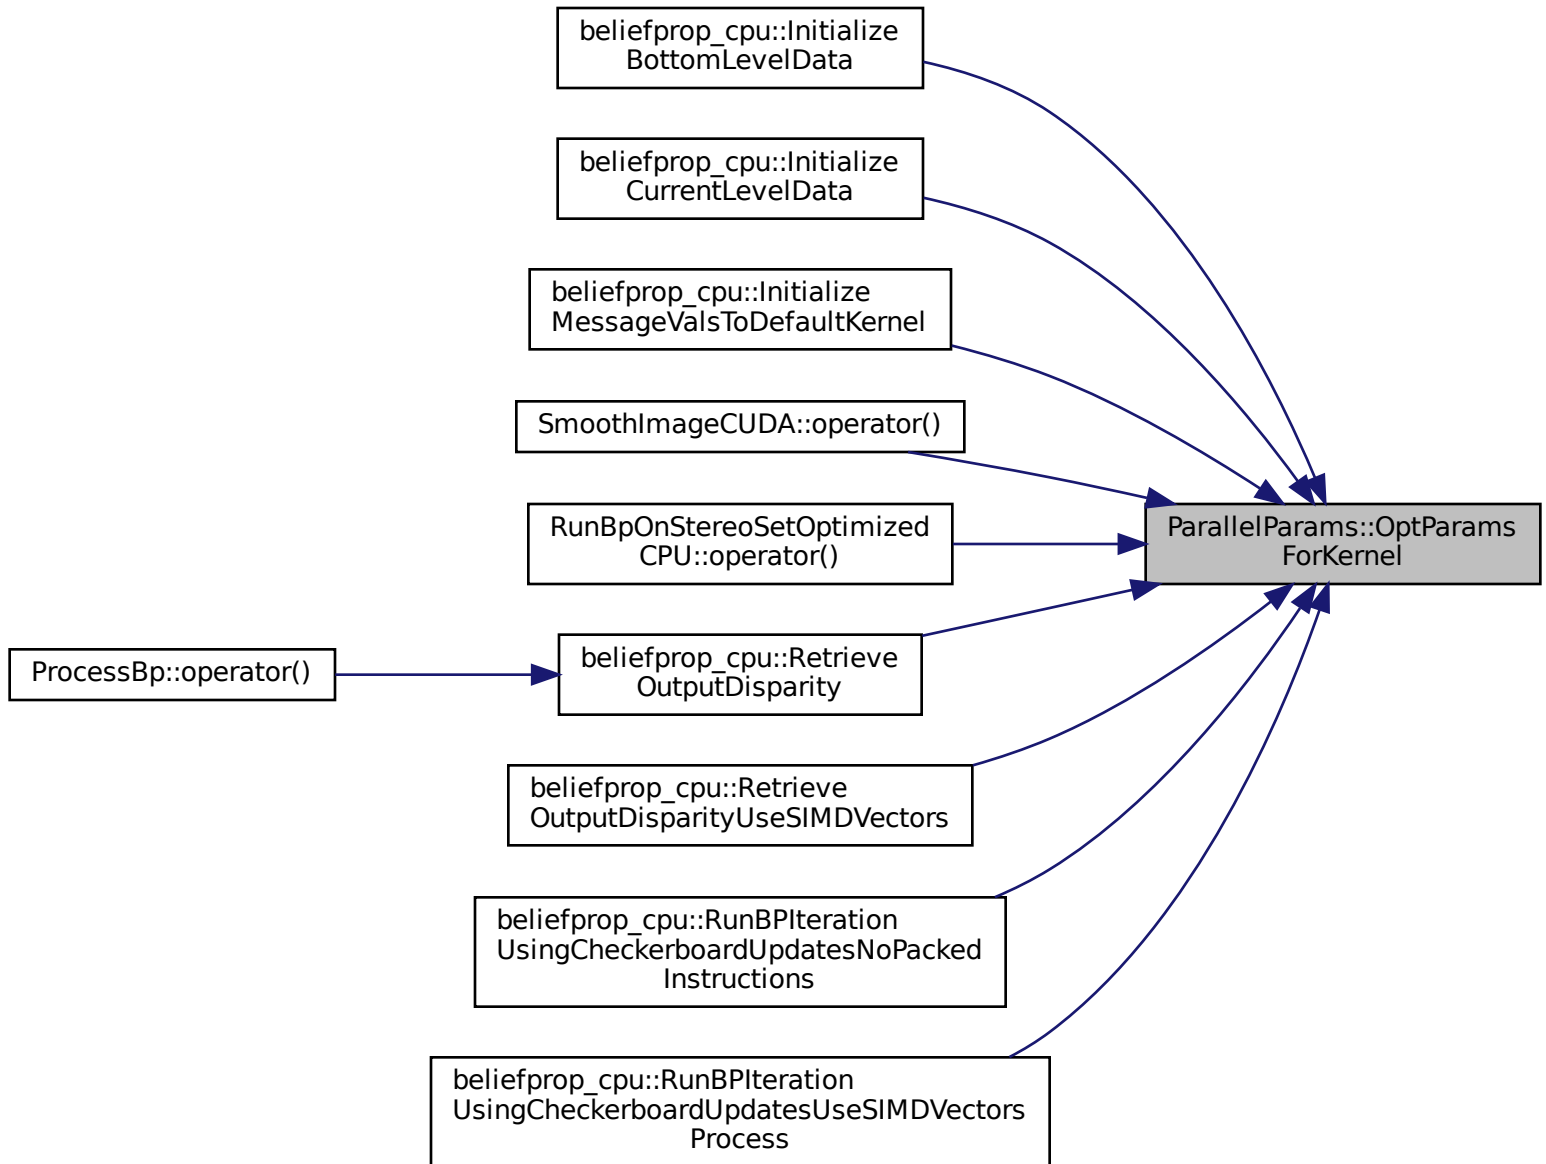 beliefprop_cpu::Initialize
BottomLevelData
beliefprop_cpu::Initialize
CurrentLevelData
beliefprop_cpu::Initialize
MessageValsToDefaultKernel
SmoothImageCUDA::operator()
RunBpOnStereoSetOptimized
CPU::operator()
ParallelParams::OptParams
ForKernel
ProcessBp::operator()
beliefprop_cpu::Retrieve
OutputDisparity
beliefprop_cpu::Retrieve
OutputDisparityUseSIMDVectors
beliefprop_cpu::RunBPIteration
UsingCheckerboardUpdatesNoPacked
Instructions
beliefprop_cpu::RunBPIteration
UsingCheckerboardUpdatesUseSIMDVectors
Process